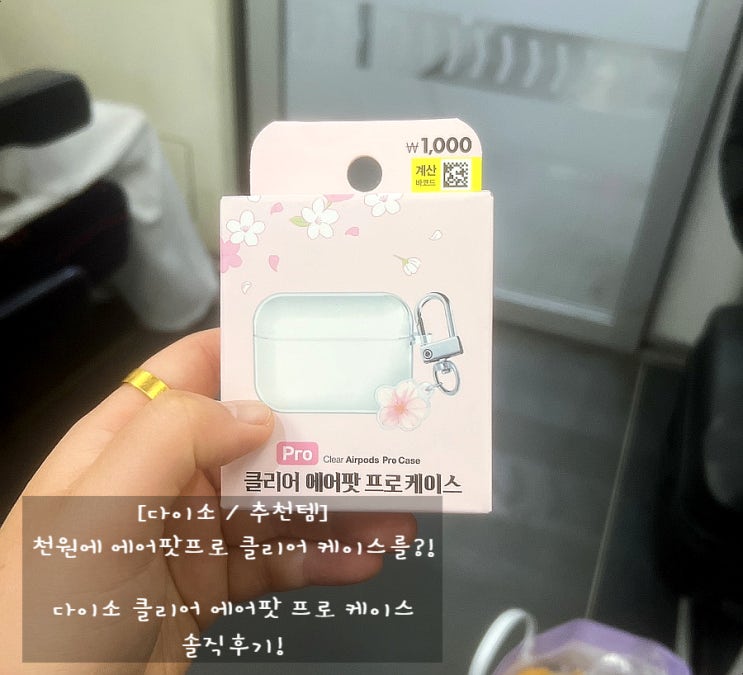 ₩1,000
계산
바코드
Pro Clear Airpods Pro Case
클리어 에어팟 프로케이스
[다이소 / 추천템]
천원에 에어팟프로 클리어 케이스를?!
다이소 클리어 에어팟 프로 케이스
솔직후기!